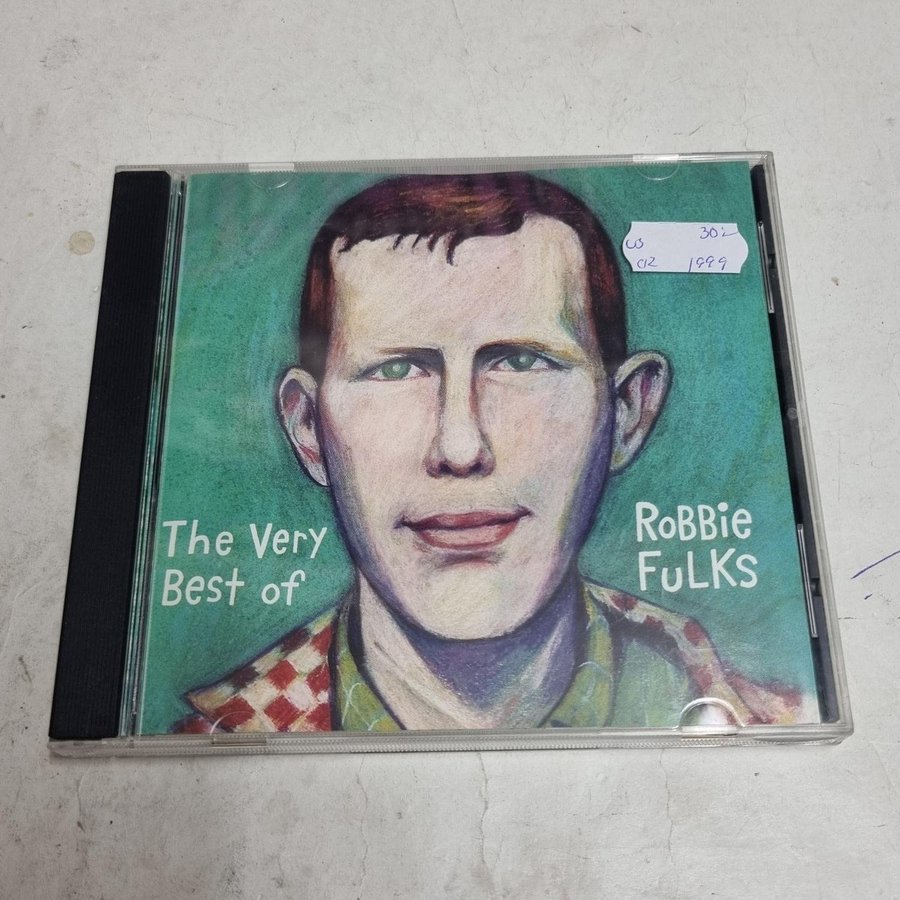 30:-
1999
The Very
Best of
RoBBie
FuLKS